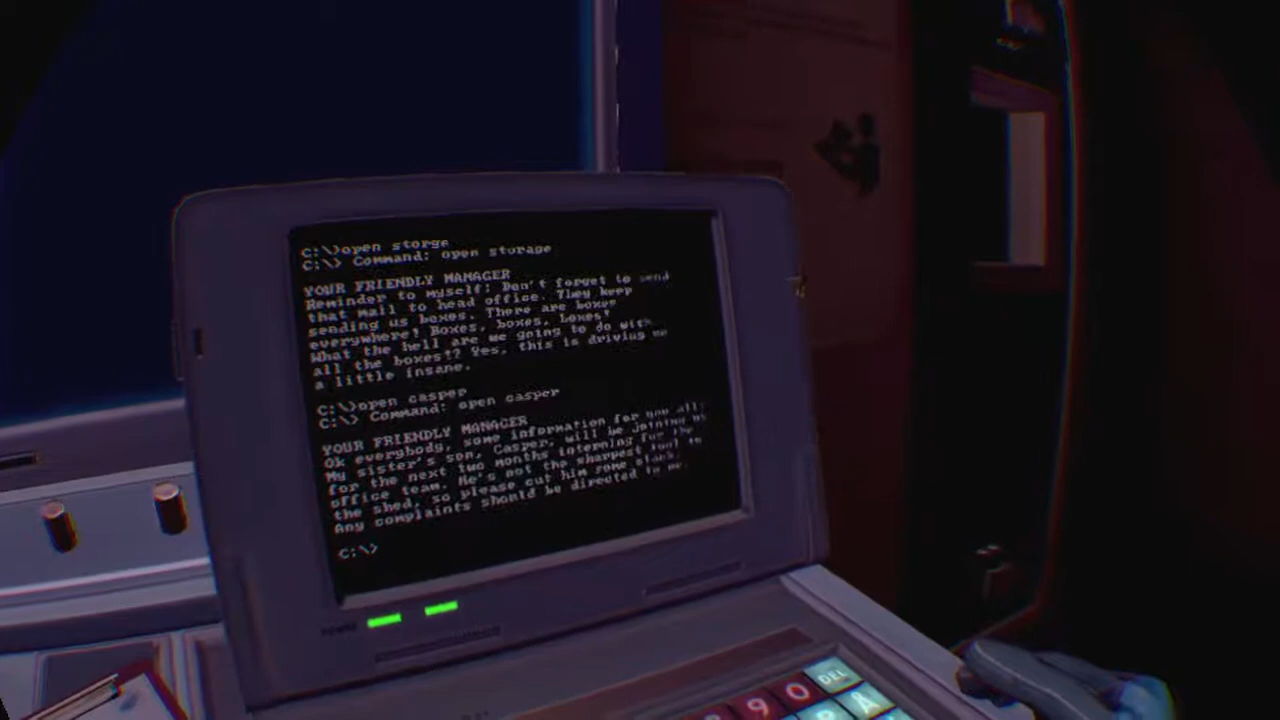 C:\>open storge
C:\> Command: open storage
YOUR FRIENDLY MANAGER
Reminder to myself: Don't forget to send
that mail to head office. They keep
sending us boxes. There are boxes
everywhere! Boxes, boxes, boxes!
What the hell are we going to do with
all the boxes!? Yes, this is driving me
a little insane.
C:\>open casper
C:\> Command: open casper
YOUR FRIENDLY MANAGER
Ok everybody, some information for you all:
My sister's son, Casper, will be joining us
for the next two months interning for the
office team. He's not the sharpest tool in
the shed, so please cut him some slack.
Any complaints should be directed to me.
C:\>
POWER
9 0 DEL
P Å